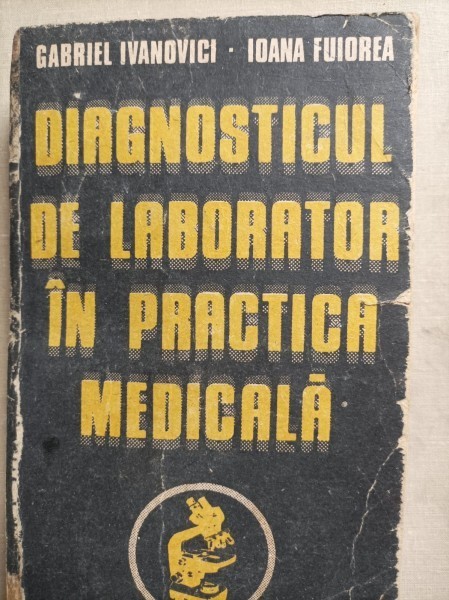 GABRIEL IVANOVICI · IOANA FUIOREA
DIAGNOSTICUL
DE LABORATOR
ÎN PRACTICA
MEDICALĂ